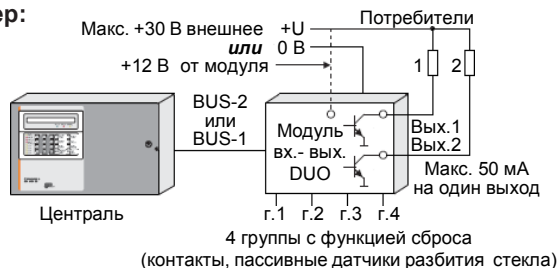 ер:
Потребители
Макс. +30 В внешнее +U
или 0 В
+12 В от модуля
1 2
BUS-2
или
BUS-1
Модуль
вх.- вых.
DUO
Вых.1
Вых.2
Макс. 50 мА
на один выход
Централь
г.1 г.2 г.3 г.4
4 группы с функцией сброса
(контакты, пассивные датчики разбития стекла)